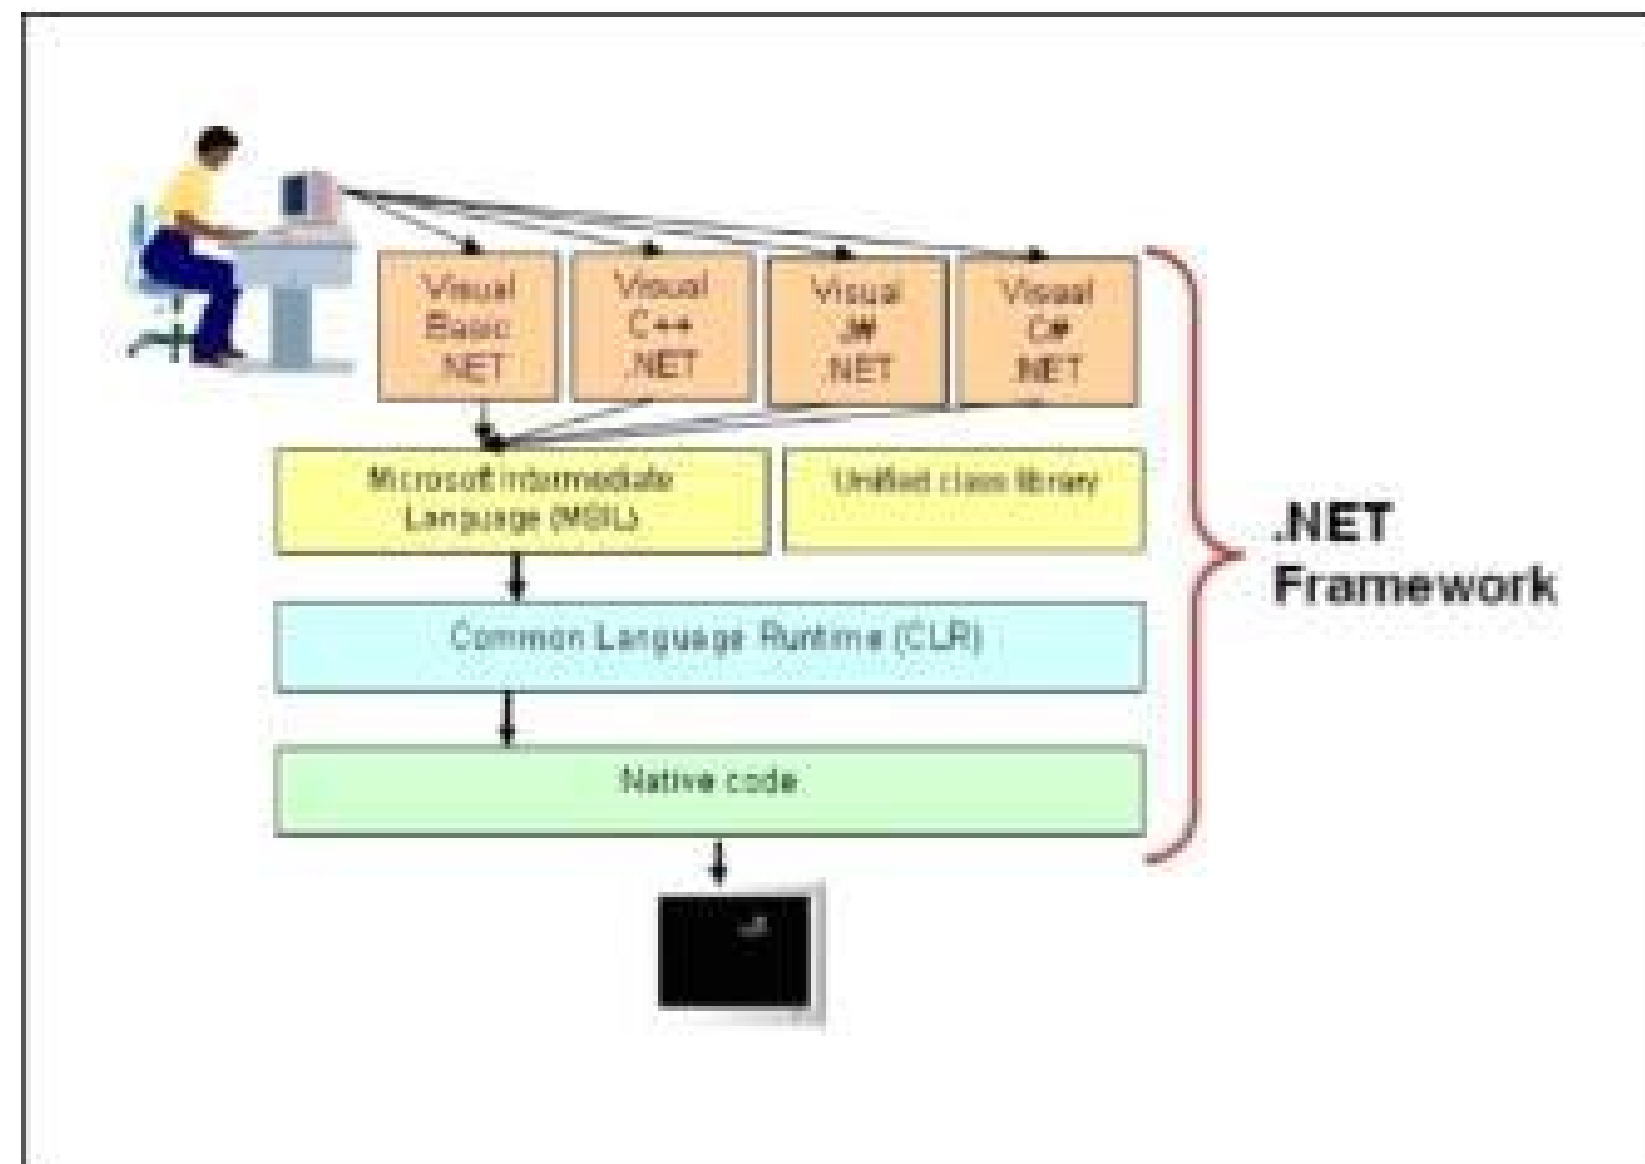 Visual
Basic
.NET
Visual
C++
.NET
Visual
J#
.NET
Visual
C#
.NET
Microsoft Intermediate
Language (MSIL)
Unified class library
Common Language Runtime (CLR)
Native code
.NET
Framework